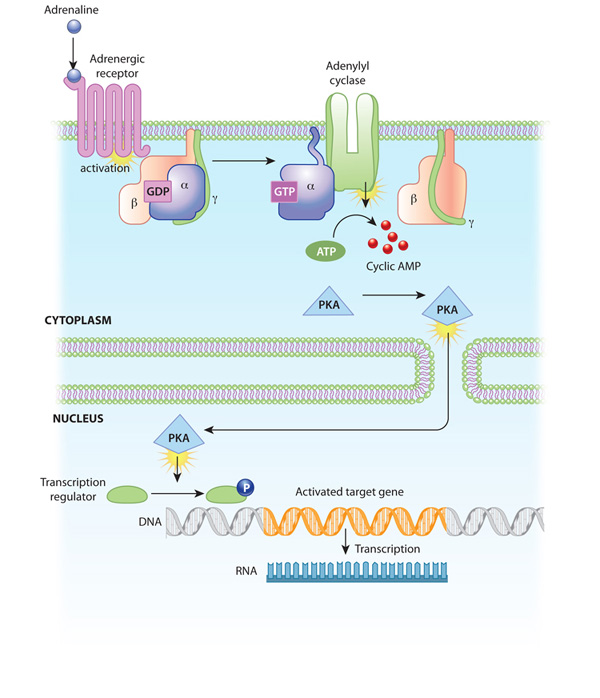 Adrenaline
Adrenergic
receptor
Adenylyl
cyclase
activation
GDP
α
β
γ
GTP
α
β
γ
ATP
Cyclic AMP
PKA
PKA
CYTOPLASM
NUCLEUS
PKA
Transcription
regulator
P
Activated target gene
DNA
Transcription
RNA